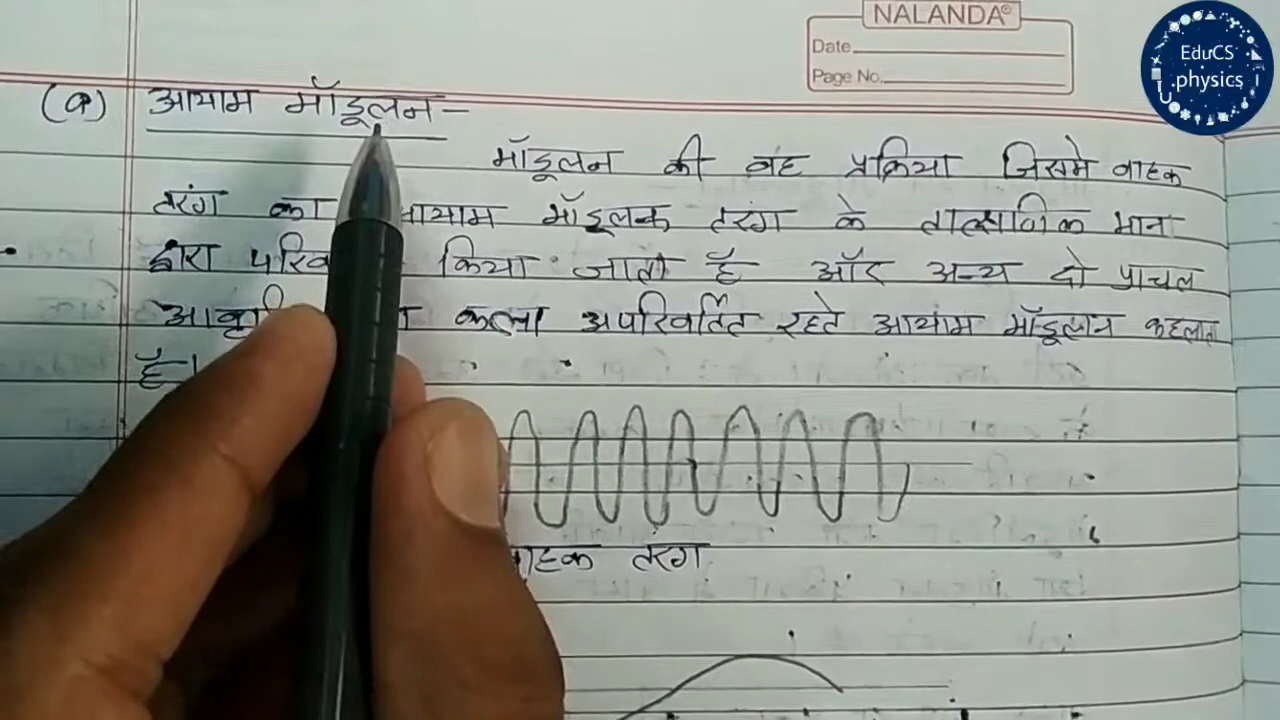 NALANDA
Date
Page No.
EduCS
physics
(a) आयाम मॉडूलन-
मॉडूलन की वह प्रक्रिया जिसमे वाहक
तरंग का आयाम मॉडूलक तरंग के तात्क्षणिक मान
द्वारा किया जाता है और अन्य दो प्राचल
कला अपरिवर्तित रहते आयाम मॉडूलन कहलाता
है।
वाहक तरंग